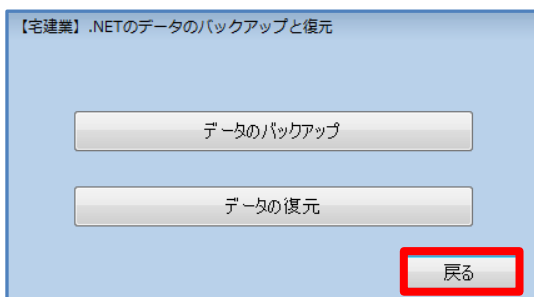 【宅建業】.NETのデータのバックアップと復元
データのバックアップ
データの復元
戻る